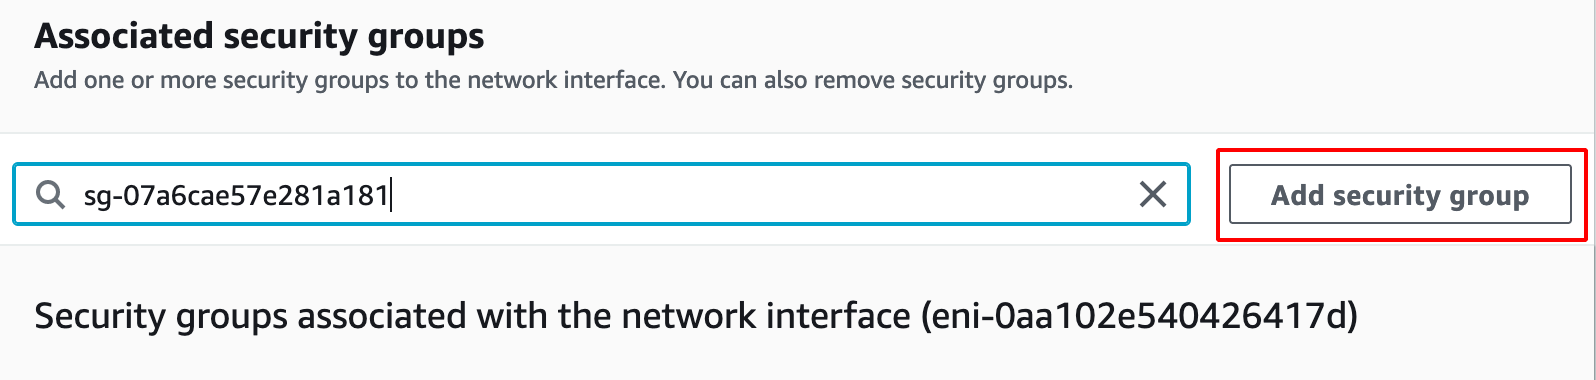 Associated security groups
Add one or more security groups to the network interface. You can also remove security groups.
sg-07a6cae57e281a181
Add security group
Security groups associated with the network interface (eni-0aa102e540426417d)